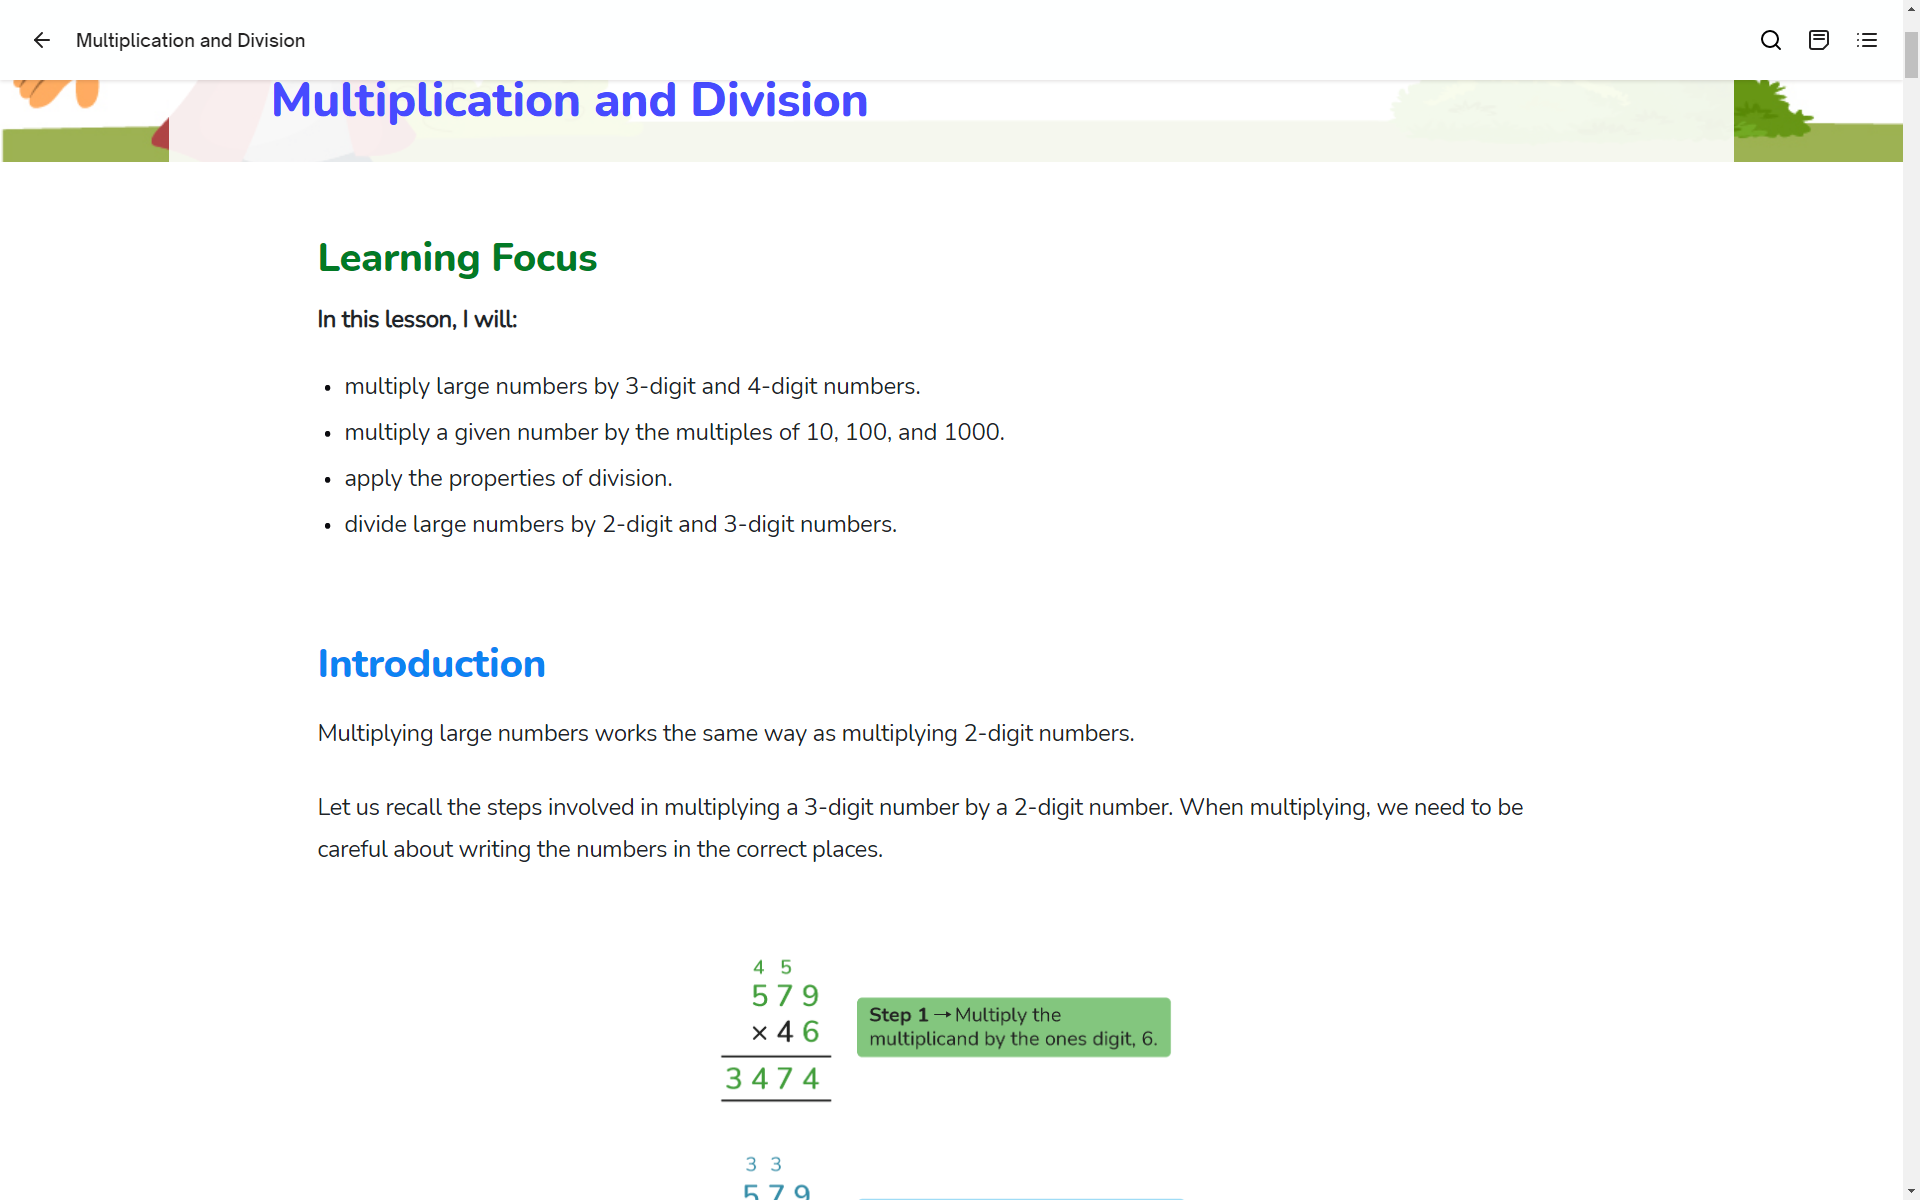 Multiplication and Division
Multiplication and Division
Learning Focus
In this lesson, I will:
• multiply large numbers by 3-digit and 4-digit numbers.
• multiply a given number by the multiples of 10, 100, and 1000.
• apply the properties of division.
• divide large numbers by 2-digit and 3-digit numbers.
Introduction
Multiplying large numbers works the same way as multiplying 2-digit numbers.
Let us recall the steps involved in multiplying a 3-digit number by a 2-digit number. When multiplying, we need to be
careful about writing the numbers in the correct places.
4 5
5 7 9
× 4 6
3 4 7 4
Step 1 → Multiply the
multiplicand by the ones digit, 6.
3 3
5 7 9